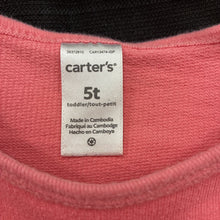 carter's®
5t
toddler/tout-petit
Made in Cambodia
Fabriqué au Cambodge
Hecho en Camboya